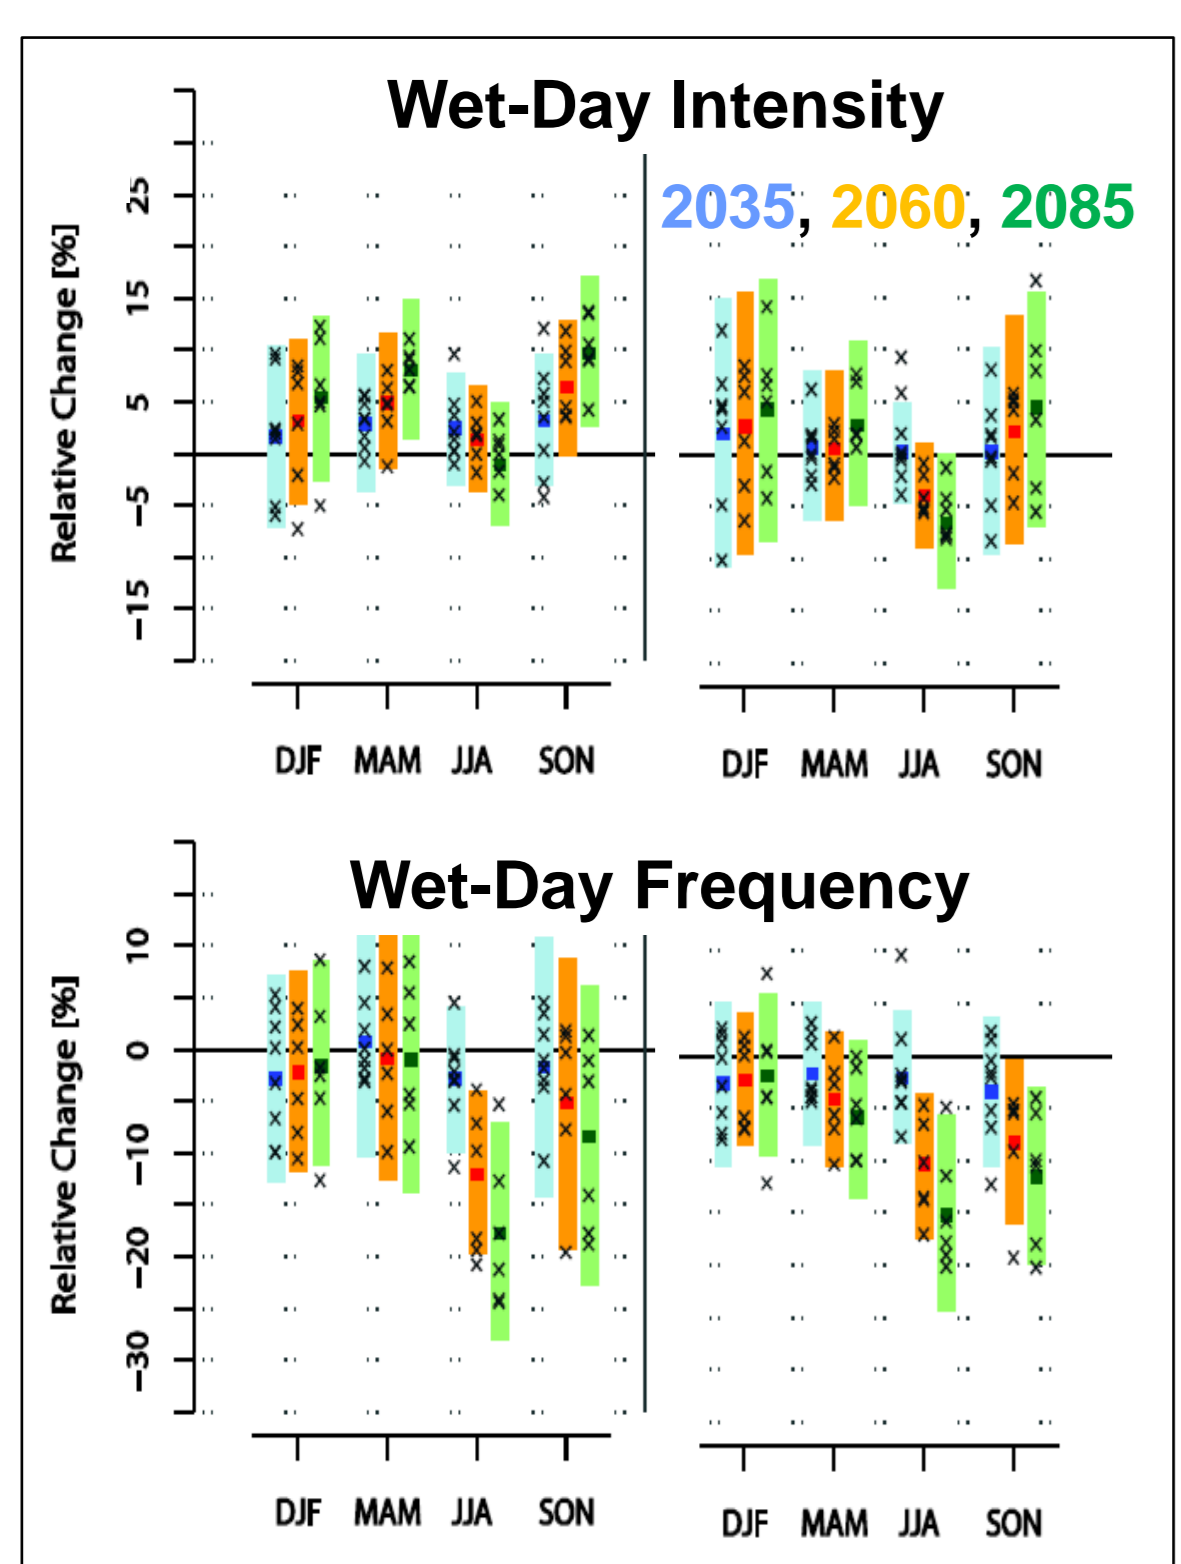 Wet-Day Intensity
2035, 2060, 2085
Relative Change [%]
25
15
5
−5
−15
DJF MAM JJA SON
DJF MAM JJA SON
Wet-Day Frequency
Relative Change [%]
10
0
−10
−20
−30
DJF MAM JJA SON
DJF MAM JJA SON